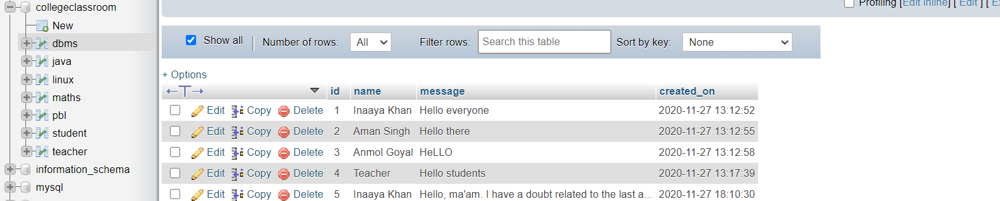 collegeclassroom
New
dbms
java
linux
maths
pbl
student
teacher
information_schema
mysql
Profiling [Edit inline] [ Edit ] [
Show all Number of rows: All Filter rows: Search this table Sort by key: None
+ Options
←T→ id name message created_on
Edit Copy Delete 1 Inaaya Khan Hello everyone 2020-11-27 13:12:52
Edit Copy Delete 2 Aman Singh Hello there 2020-11-27 13:12:55
Edit Copy Delete 3 Anmol Goyal HeLLO 2020-11-27 13:12:58
Edit Copy Delete 4 Teacher Hello students 2020-11-27 13:17:39
Edit Copy Delete 5 Inaaya Khan Hello, ma'am. I have a doubt related to the last a... 2020-11-27 18:10:30